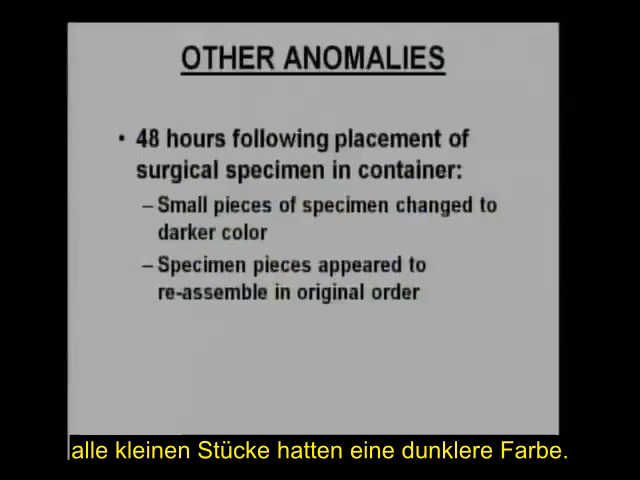 OTHER ANOMALIES
• 48 hours following placement of
surgical specimen in container:
– Small pieces of specimen changed to
darker color
– Specimen pieces appeared to
re-assemble in original order
alle kleinen Stücke hatten eine dunklere Farbe.